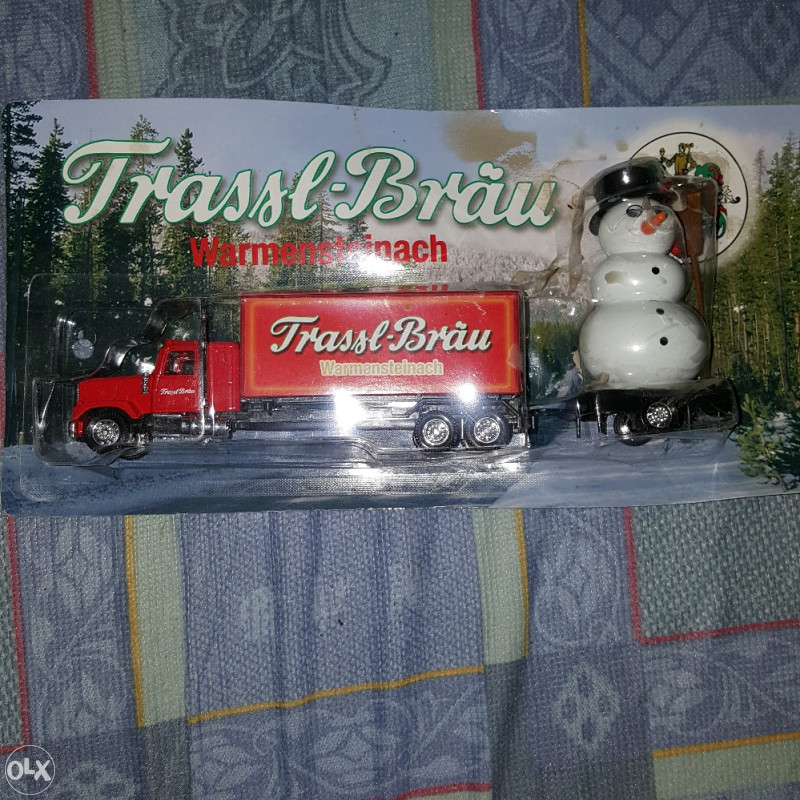 Trassl-Bräu
Warmensteinach
Trassl-Bräu
Warmensteinach
Trassl-Bräu
OLX